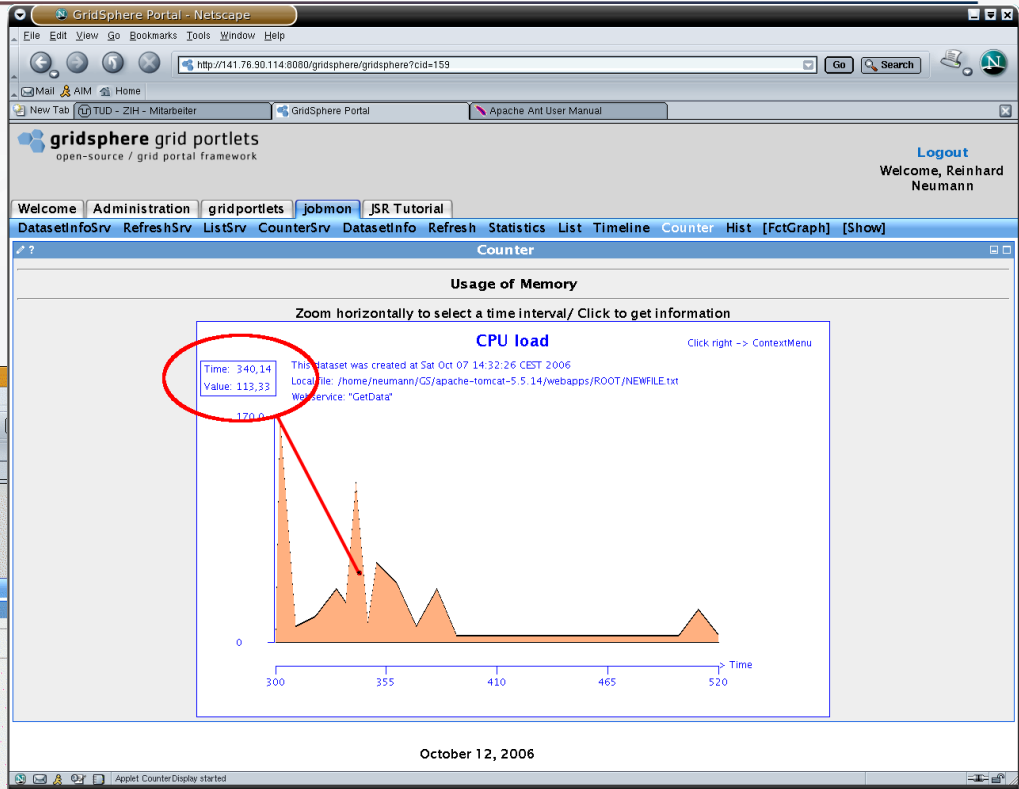 GridSphere Portal - Netscape
File Edit View Go Bookmarks Tools Window Help
http://141.76.90.114:8080/gridsphere/gridsphere?cid=159
Go Search
Mail AIM Home
New Tab TUD - ZIH - Mitarbeiter GridSphere Portal Apache Ant User Manual
gridsphere grid portlets
open-source / grid portal framework
Logout
Welcome, Reinhard
Neumann
Welcome Administration gridportlets jobmon JSR Tutorial
DatasetInfoSrv RefreshSrv ListSrv CounterSrv DatasetInfo Refresh Statistics List Timeline Counter Hist [FctGraph] [Show]
? Counter
Usage of Memory
Zoom horizontally to select a time interval/ Click to get information
CPU load
Click right -> ContextMenu
Time: 340,14
Value: 113,33
This dataset was created at Sat Oct 07 14:32:26 CEST 2006
Local file: /home/neumann/GS/apache-tomcat-5.5.14/webapps/ROOT/NEWFILE.txt
Web service: "GetData"
170.0
0
> Time
300 355 410 465 520
October 12, 2006
Applet CounterDisplay started